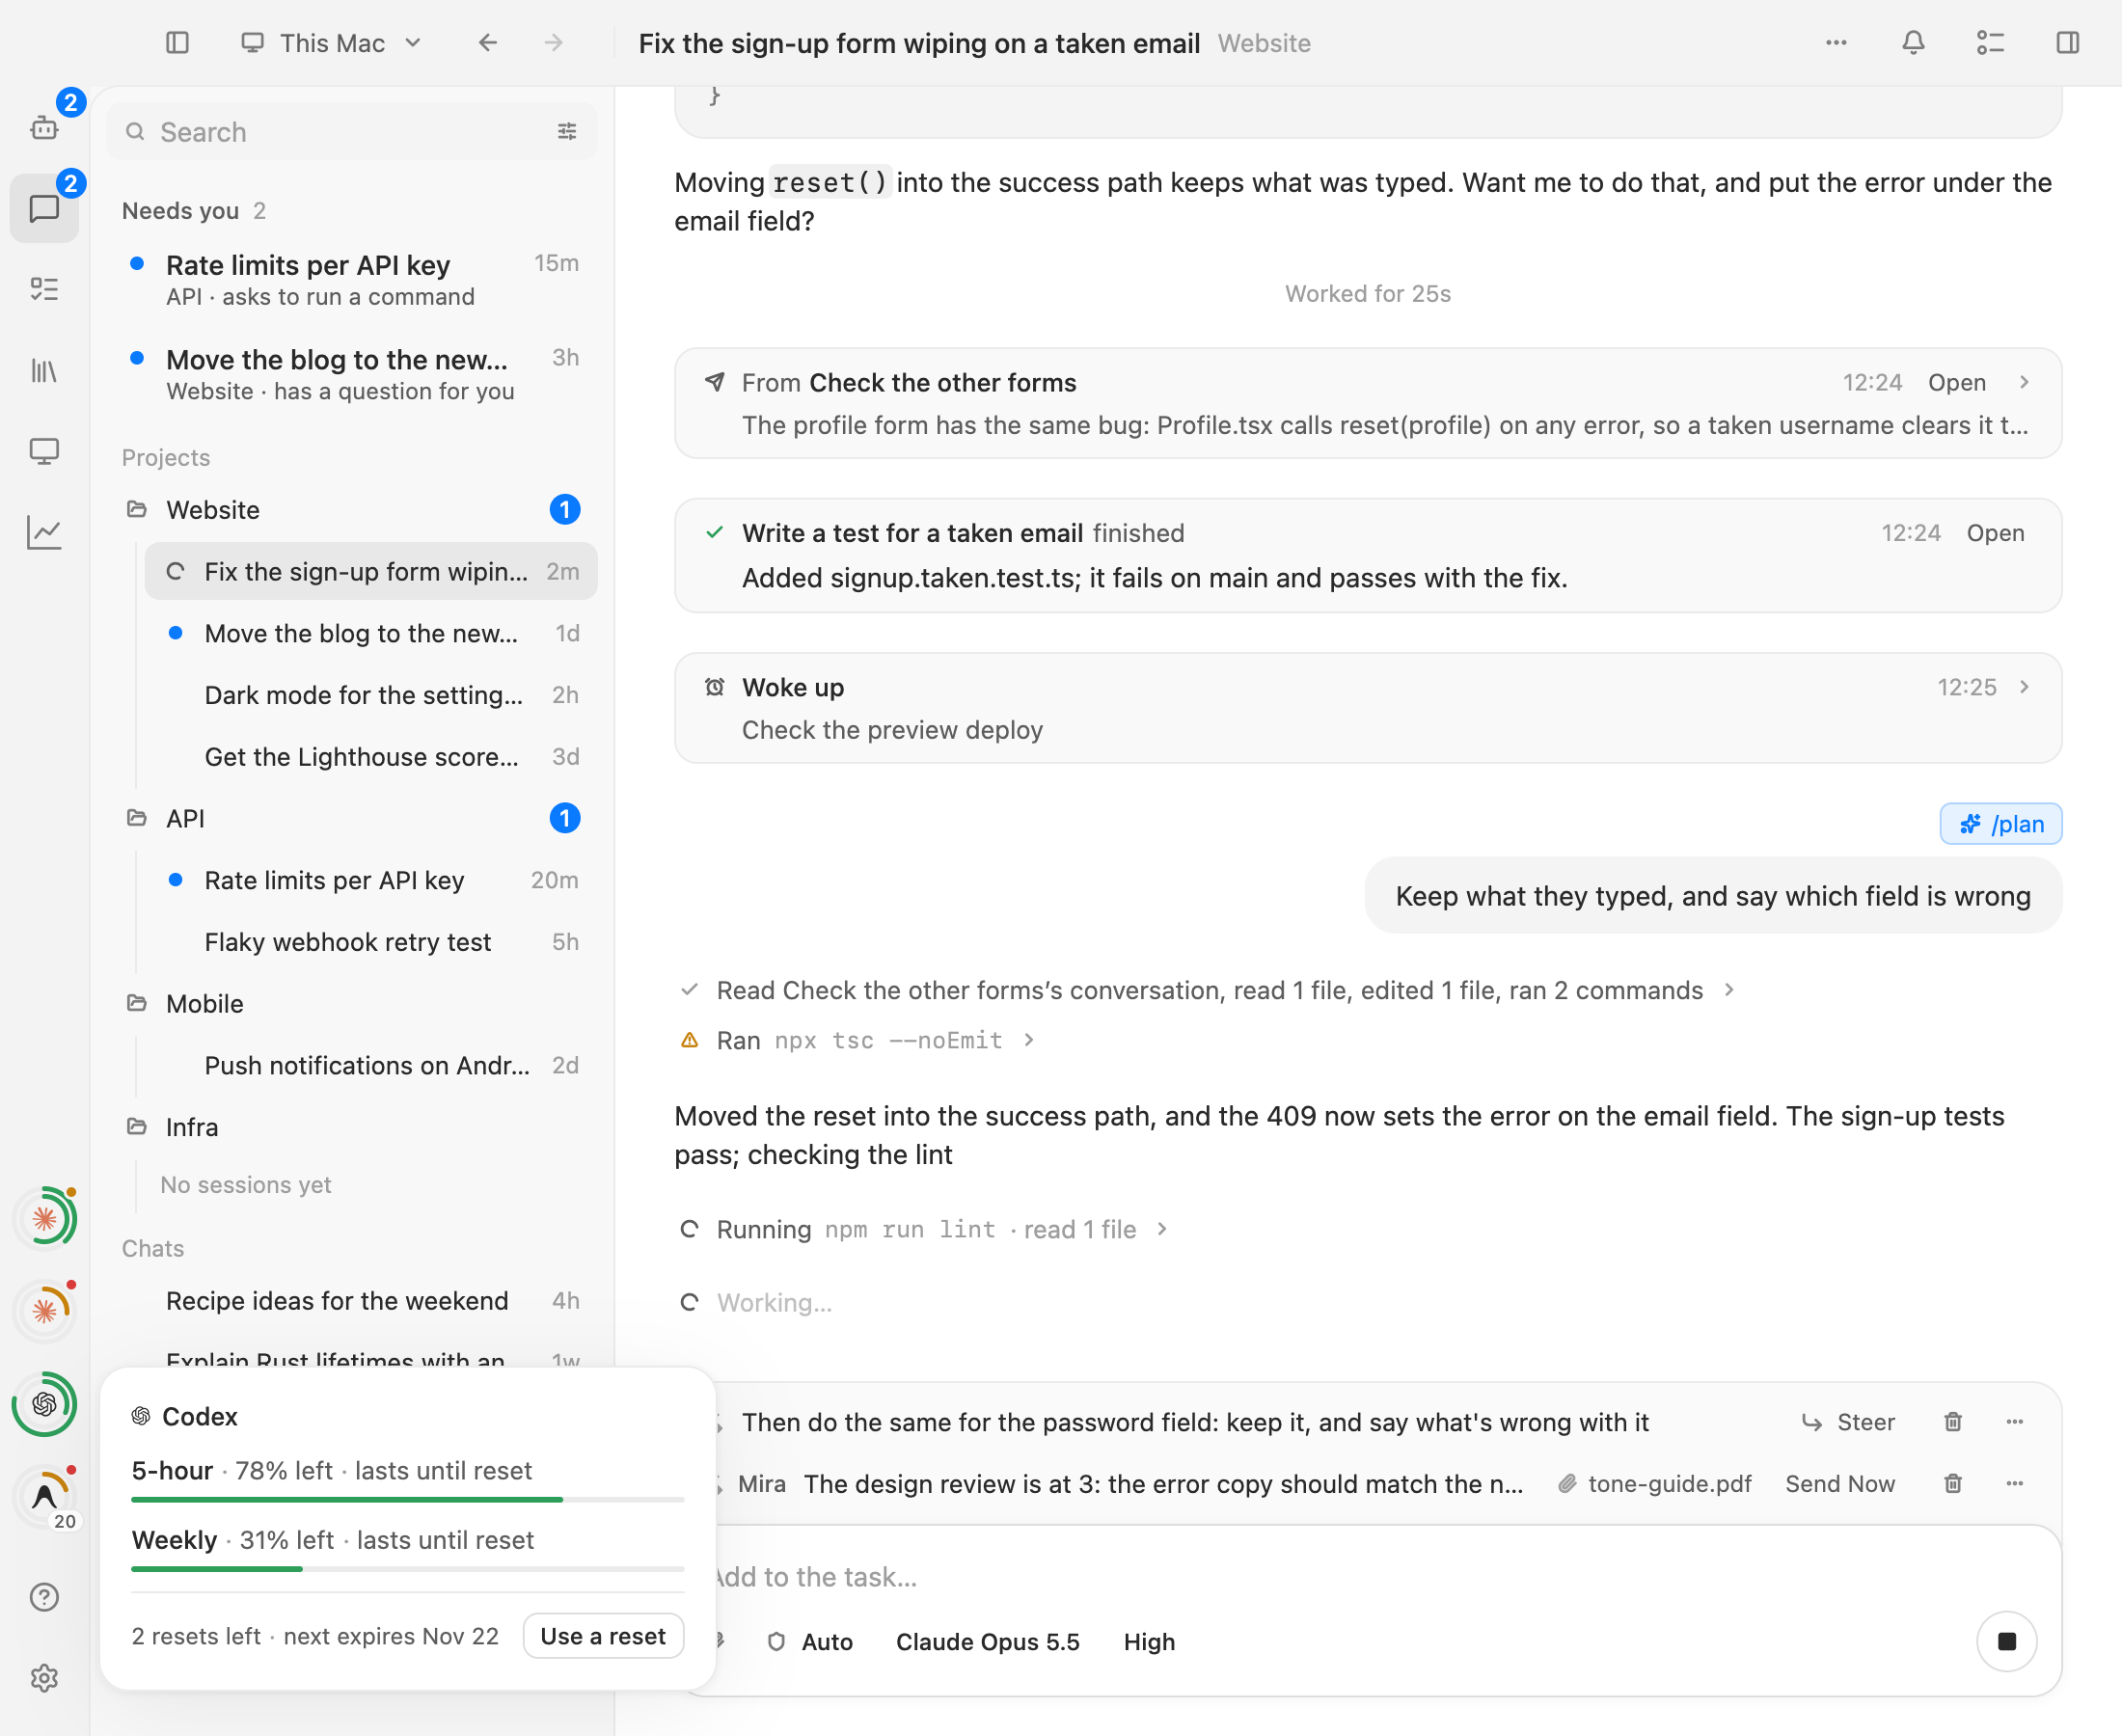 This Mac
Fix the sign-up form wiping on a taken email Website
2
2
Search
Needs you 2
Rate limits per API key 15m
API · asks to run a command
Move the blog to the new... 3h
Website · has a question for you
Projects
Website 1
Fix the sign-up form wipin... 2m
Move the blog to the new... 1d
Dark mode for the setting... 2h
Get the Lighthouse score... 3d
API 1
Rate limits per API key 20m
Flaky webhook retry test 5h
Mobile
Push notifications on Andr... 2d
Infra
No sessions yet
Chats
Recipe ideas for the weekend 4h
Explain Rust lifetimes with an 1w
20
Codex
5-hour · 78% left · lasts until reset
Weekly · 31% left · lasts until reset
2 resets left · next expires Nov 22 Use a reset
}
Moving reset() into the success path keeps what was typed. Want me to do that, and put the error under the
email field?
Worked for 25s
From Check the other forms 12:24 Open
The profile form has the same bug: Profile.tsx calls reset(profile) on any error, so a taken username clears it t...
Write a test for a taken email finished 12:24 Open
Added signup.taken.test.ts; it fails on main and passes with the fix.
Woke up 12:25
Check the preview deploy
/plan
Keep what they typed, and say which field is wrong
Read Check the other forms’s conversation, read 1 file, edited 1 file, ran 2 commands
Ran npx tsc --noEmit
Moved the reset into the success path, and the 409 now sets the error on the email field. The sign-up tests
pass; checking the lint
Running npm run lint · read 1 file
Working...
Then do the same for the password field: keep it, and say what's wrong with it Steer
Mira The design review is at 3: the error copy should match the n... tone-guide.pdf Send Now
Add to the task...
Auto Claude Opus 5.5 High